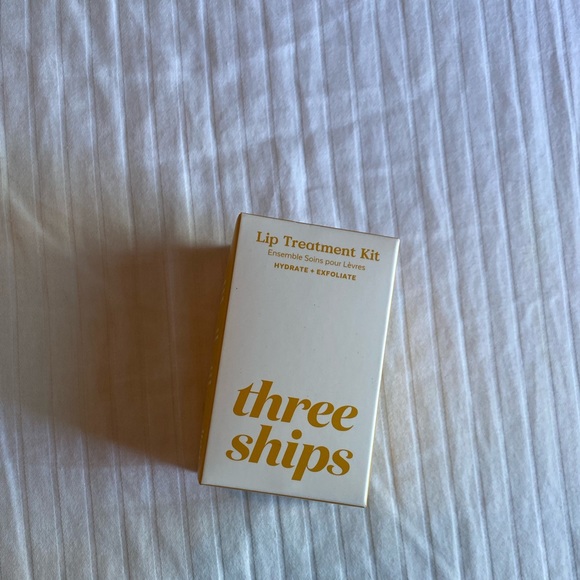 Lip Treatment Kit
Ensemble Soins pour Lèvres
HYDRATE + EXFOLIATE
three
ships